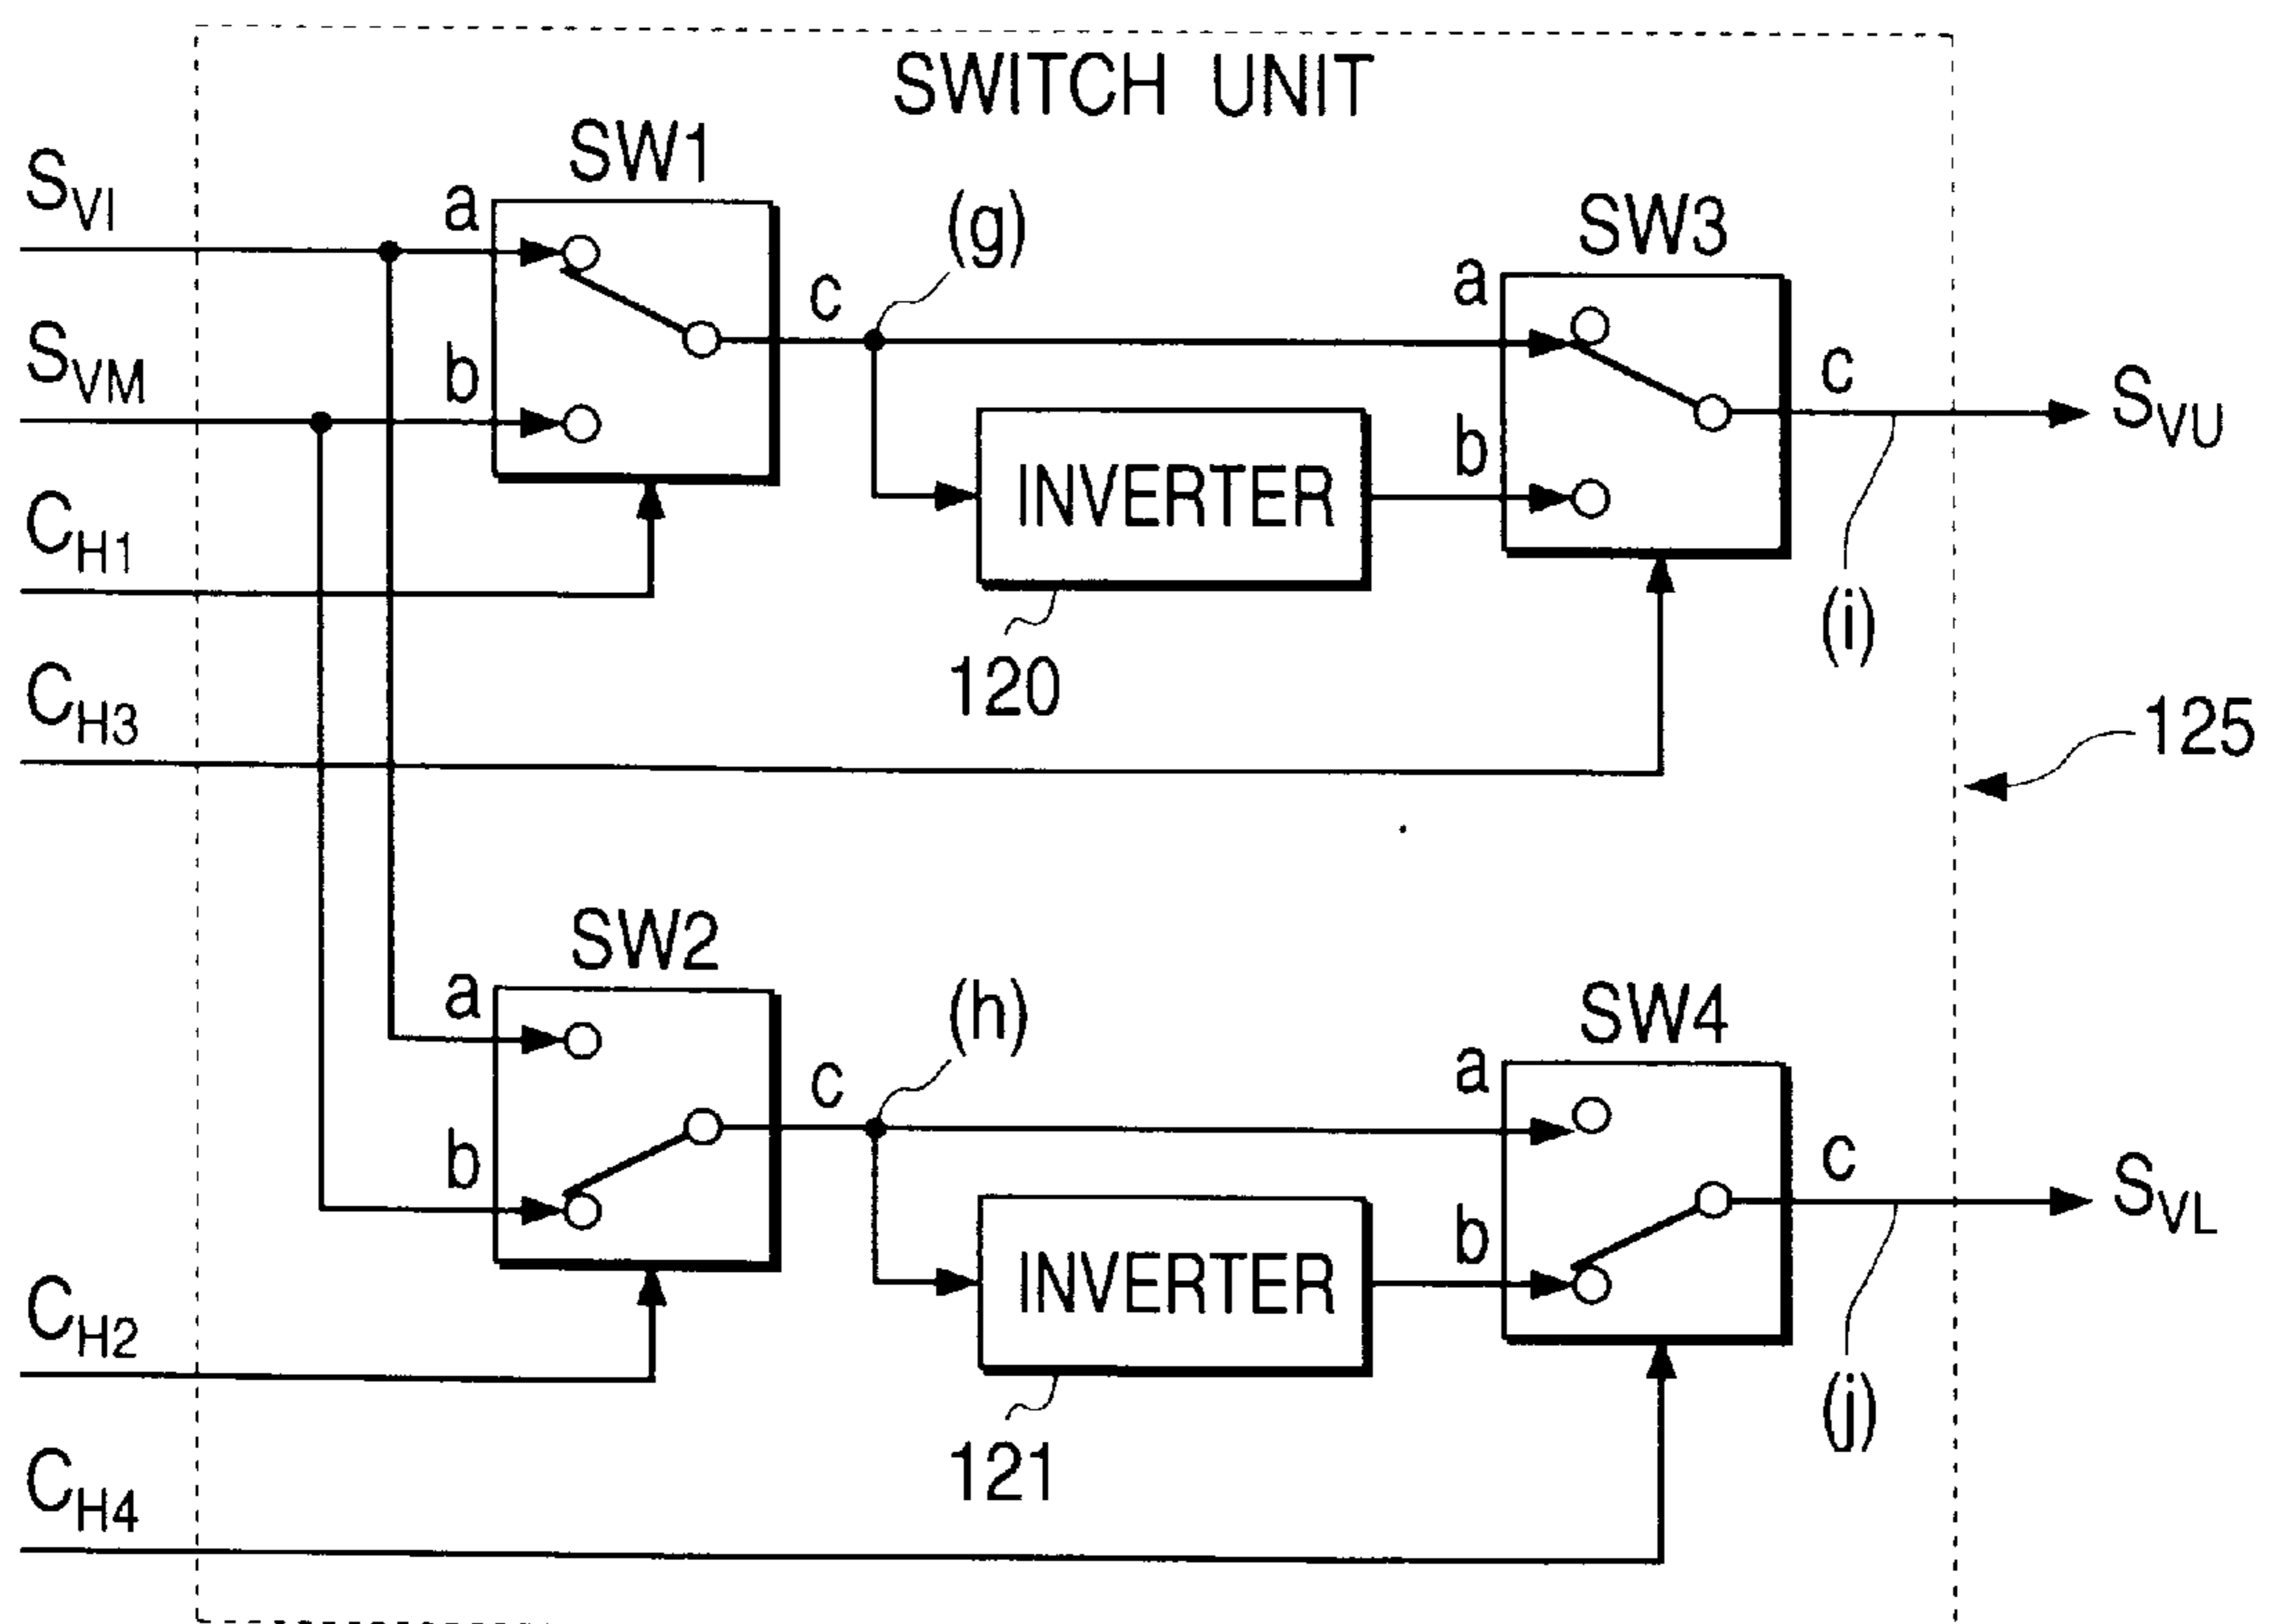 SWITCH UNIT
SW1
S_VI
a
(g)
SW3
c
a
S_VM
b
c
S_VU
b
INVERTER
C_H1
(i)
120
C_H3
125
SW2
a
(h)
SW4
c
a
b
c
S_VL
b
INVERTER
C_H2
(j)
121
C_H4